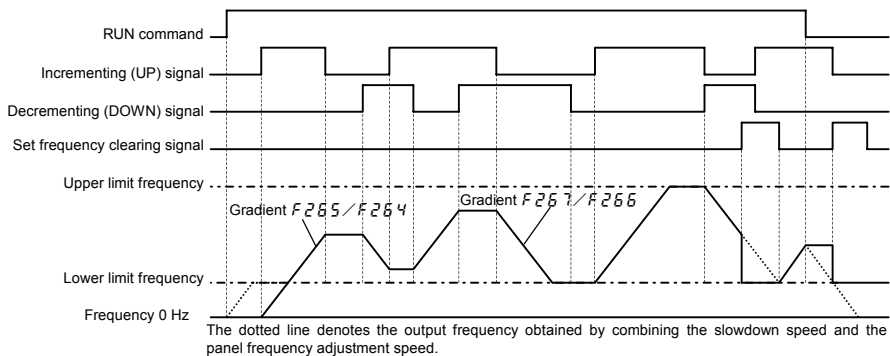 RUN command
Incrementing (UP) signal
Decrementing (DOWN) signal
Set frequency clearing signal
Upper limit frequency
Gradient F265/F264
Gradient F267/F266
Lower limit frequency
Frequency 0 Hz
The dotted line denotes the output frequency obtained by combining the slowdown speed and the
panel frequency adjustment speed.